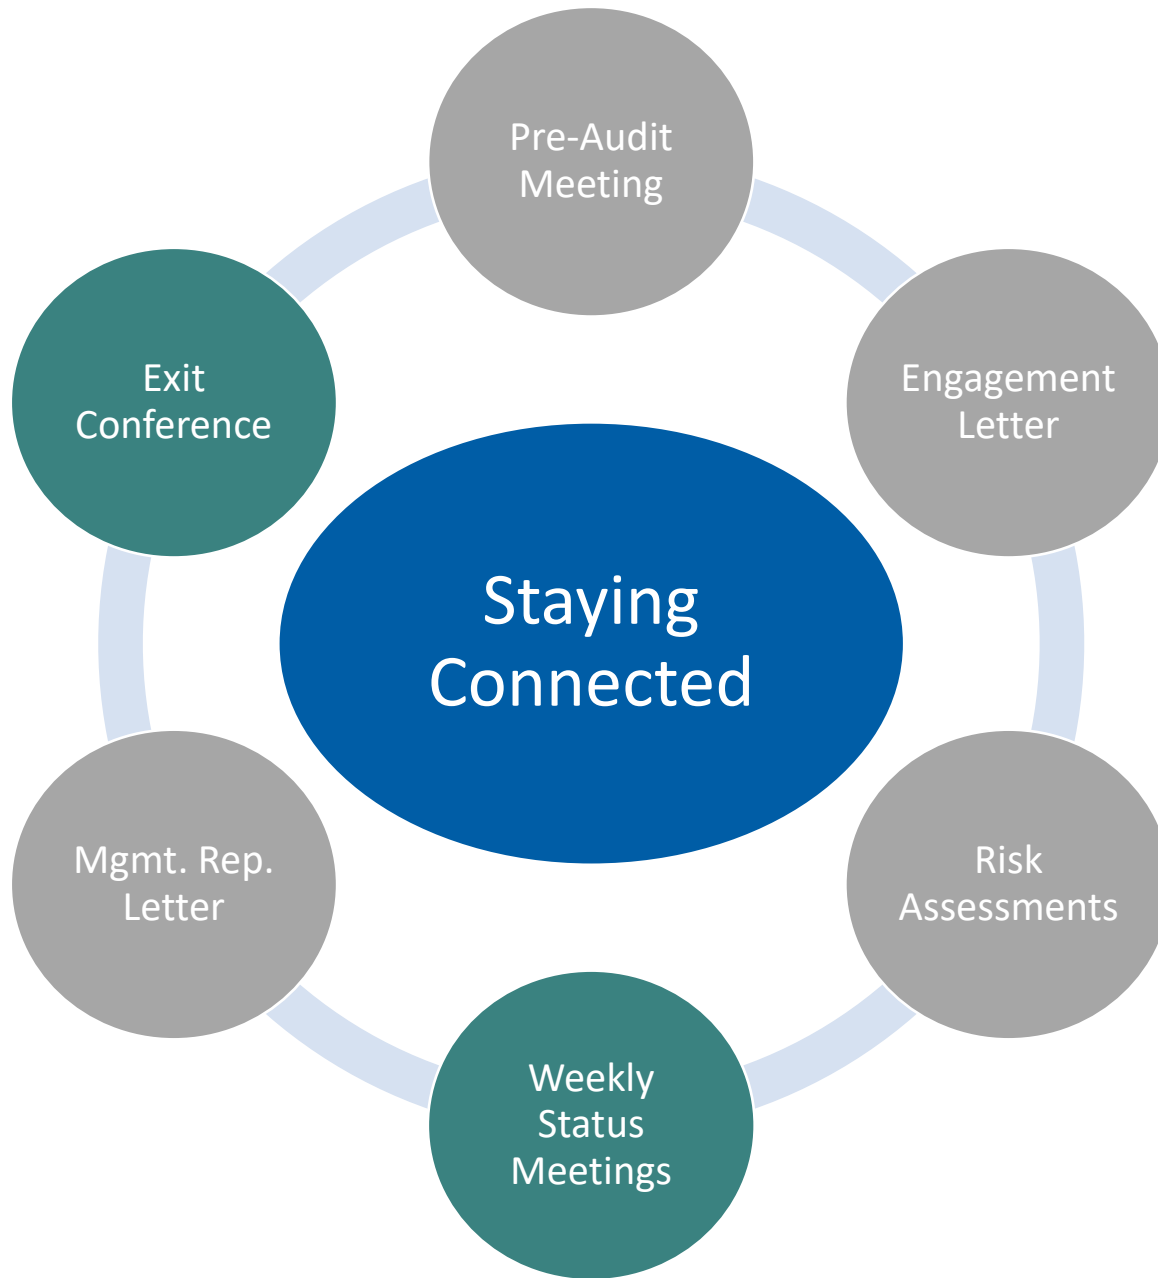 Pre-Audit
Meeting
Engagement
Letter
Risk
Assessments
Weekly
Status
Meetings
Mgmt. Rep.
Letter
Exit
Conference
Staying
Connected